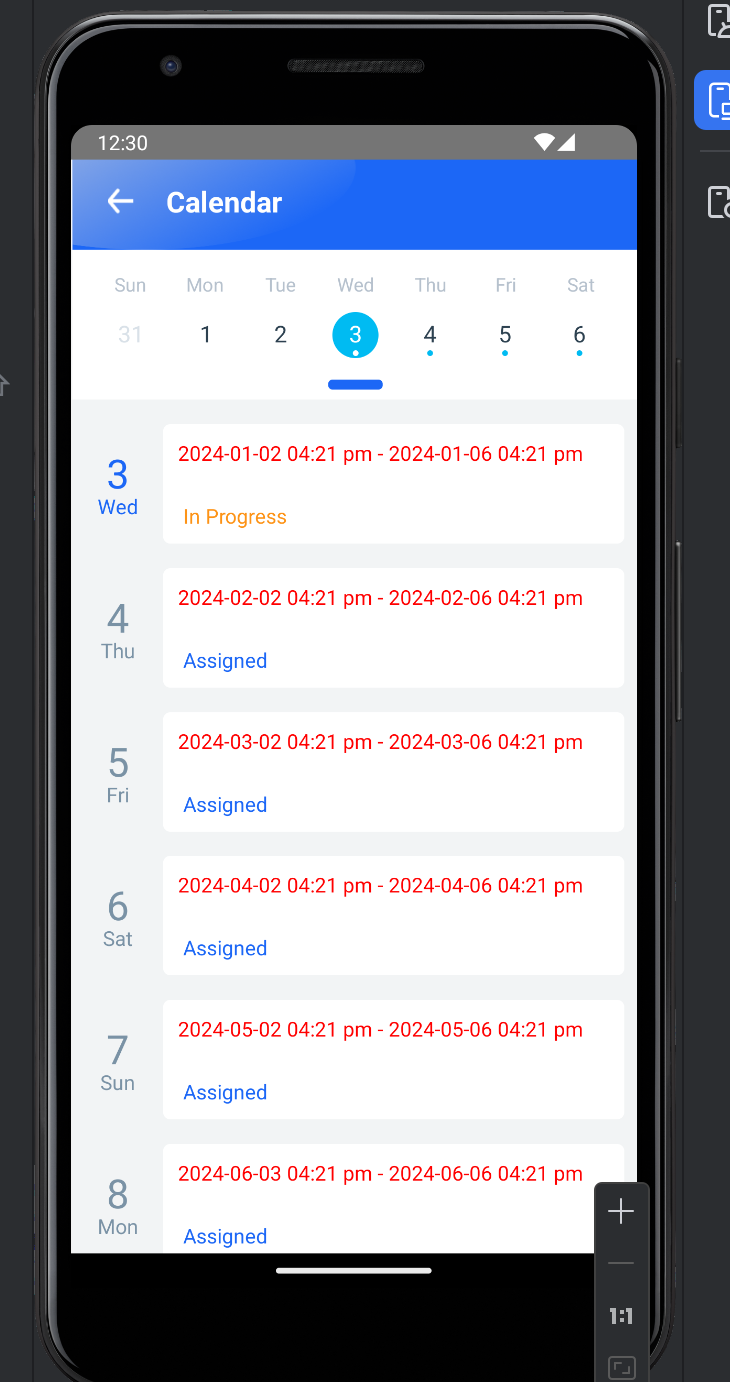 12:30
Calendar
Sun Mon Tue Wed Thu Fri Sat
31 1 2 3 4 5 6
3
Wed
2024-01-02 04:21 pm - 2024-01-06 04:21 pm
In Progress
4
Thu
2024-02-02 04:21 pm - 2024-02-06 04:21 pm
Assigned
5
Fri
2024-03-02 04:21 pm - 2024-03-06 04:21 pm
Assigned
6
Sat
2024-04-02 04:21 pm - 2024-04-06 04:21 pm
Assigned
7
Sun
2024-05-02 04:21 pm - 2024-05-06 04:21 pm
Assigned
8
Mon
2024-06-03 04:21 pm - 2024-06-06 04:21 pm
Assigned
1:1